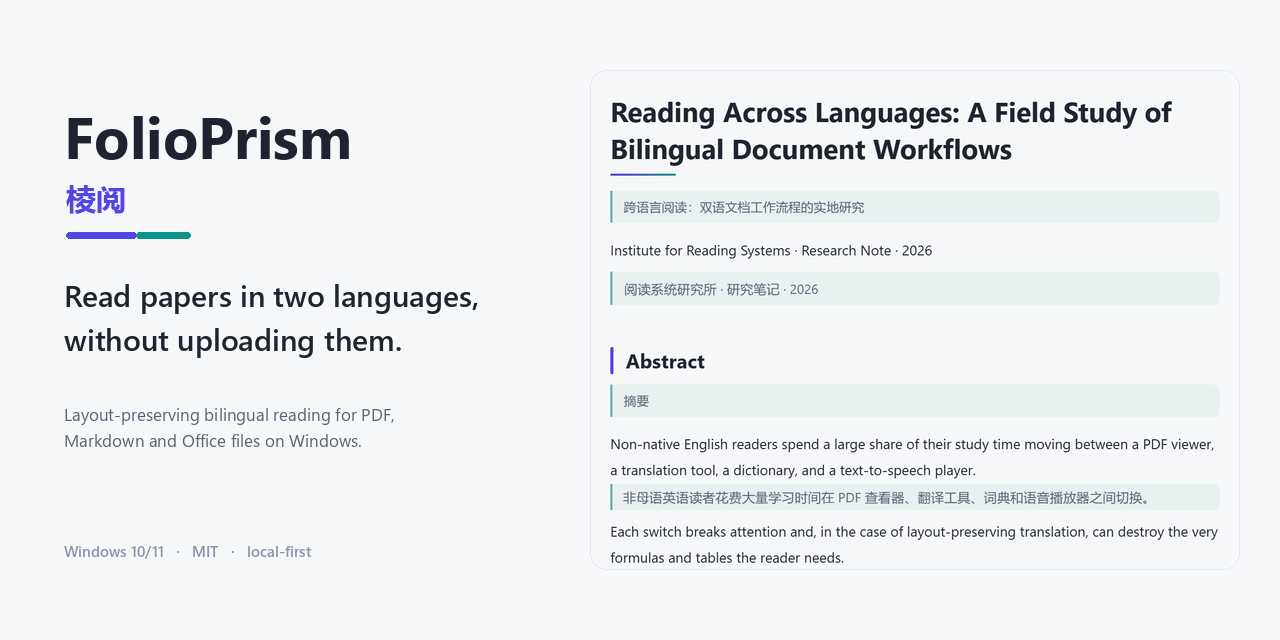 FolioPrism
棱阅
Read papers in two languages,
without uploading them.
Layout-preserving bilingual reading for PDF,
Markdown and Office files on Windows.
Windows 10/11 · MIT · local-first
Reading Across Languages: A Field Study of
Bilingual Document Workflows
跨语言阅读：双语文档工作流程的实地研究
Institute for Reading Systems · Research Note · 2026
阅读系统研究所 · 研究笔记 · 2026
Abstract
摘要
Non-native English readers spend a large share of their study time moving between a PDF viewer,
a translation tool, a dictionary, and a text-to-speech player.
非母语英语读者花费大量学习时间在 PDF 查看器、翻译工具、词典和语音播放器之间切换。
Each switch breaks attention and, in the case of layout-preserving translation, can destroy the very
formulas and tables the reader needs.